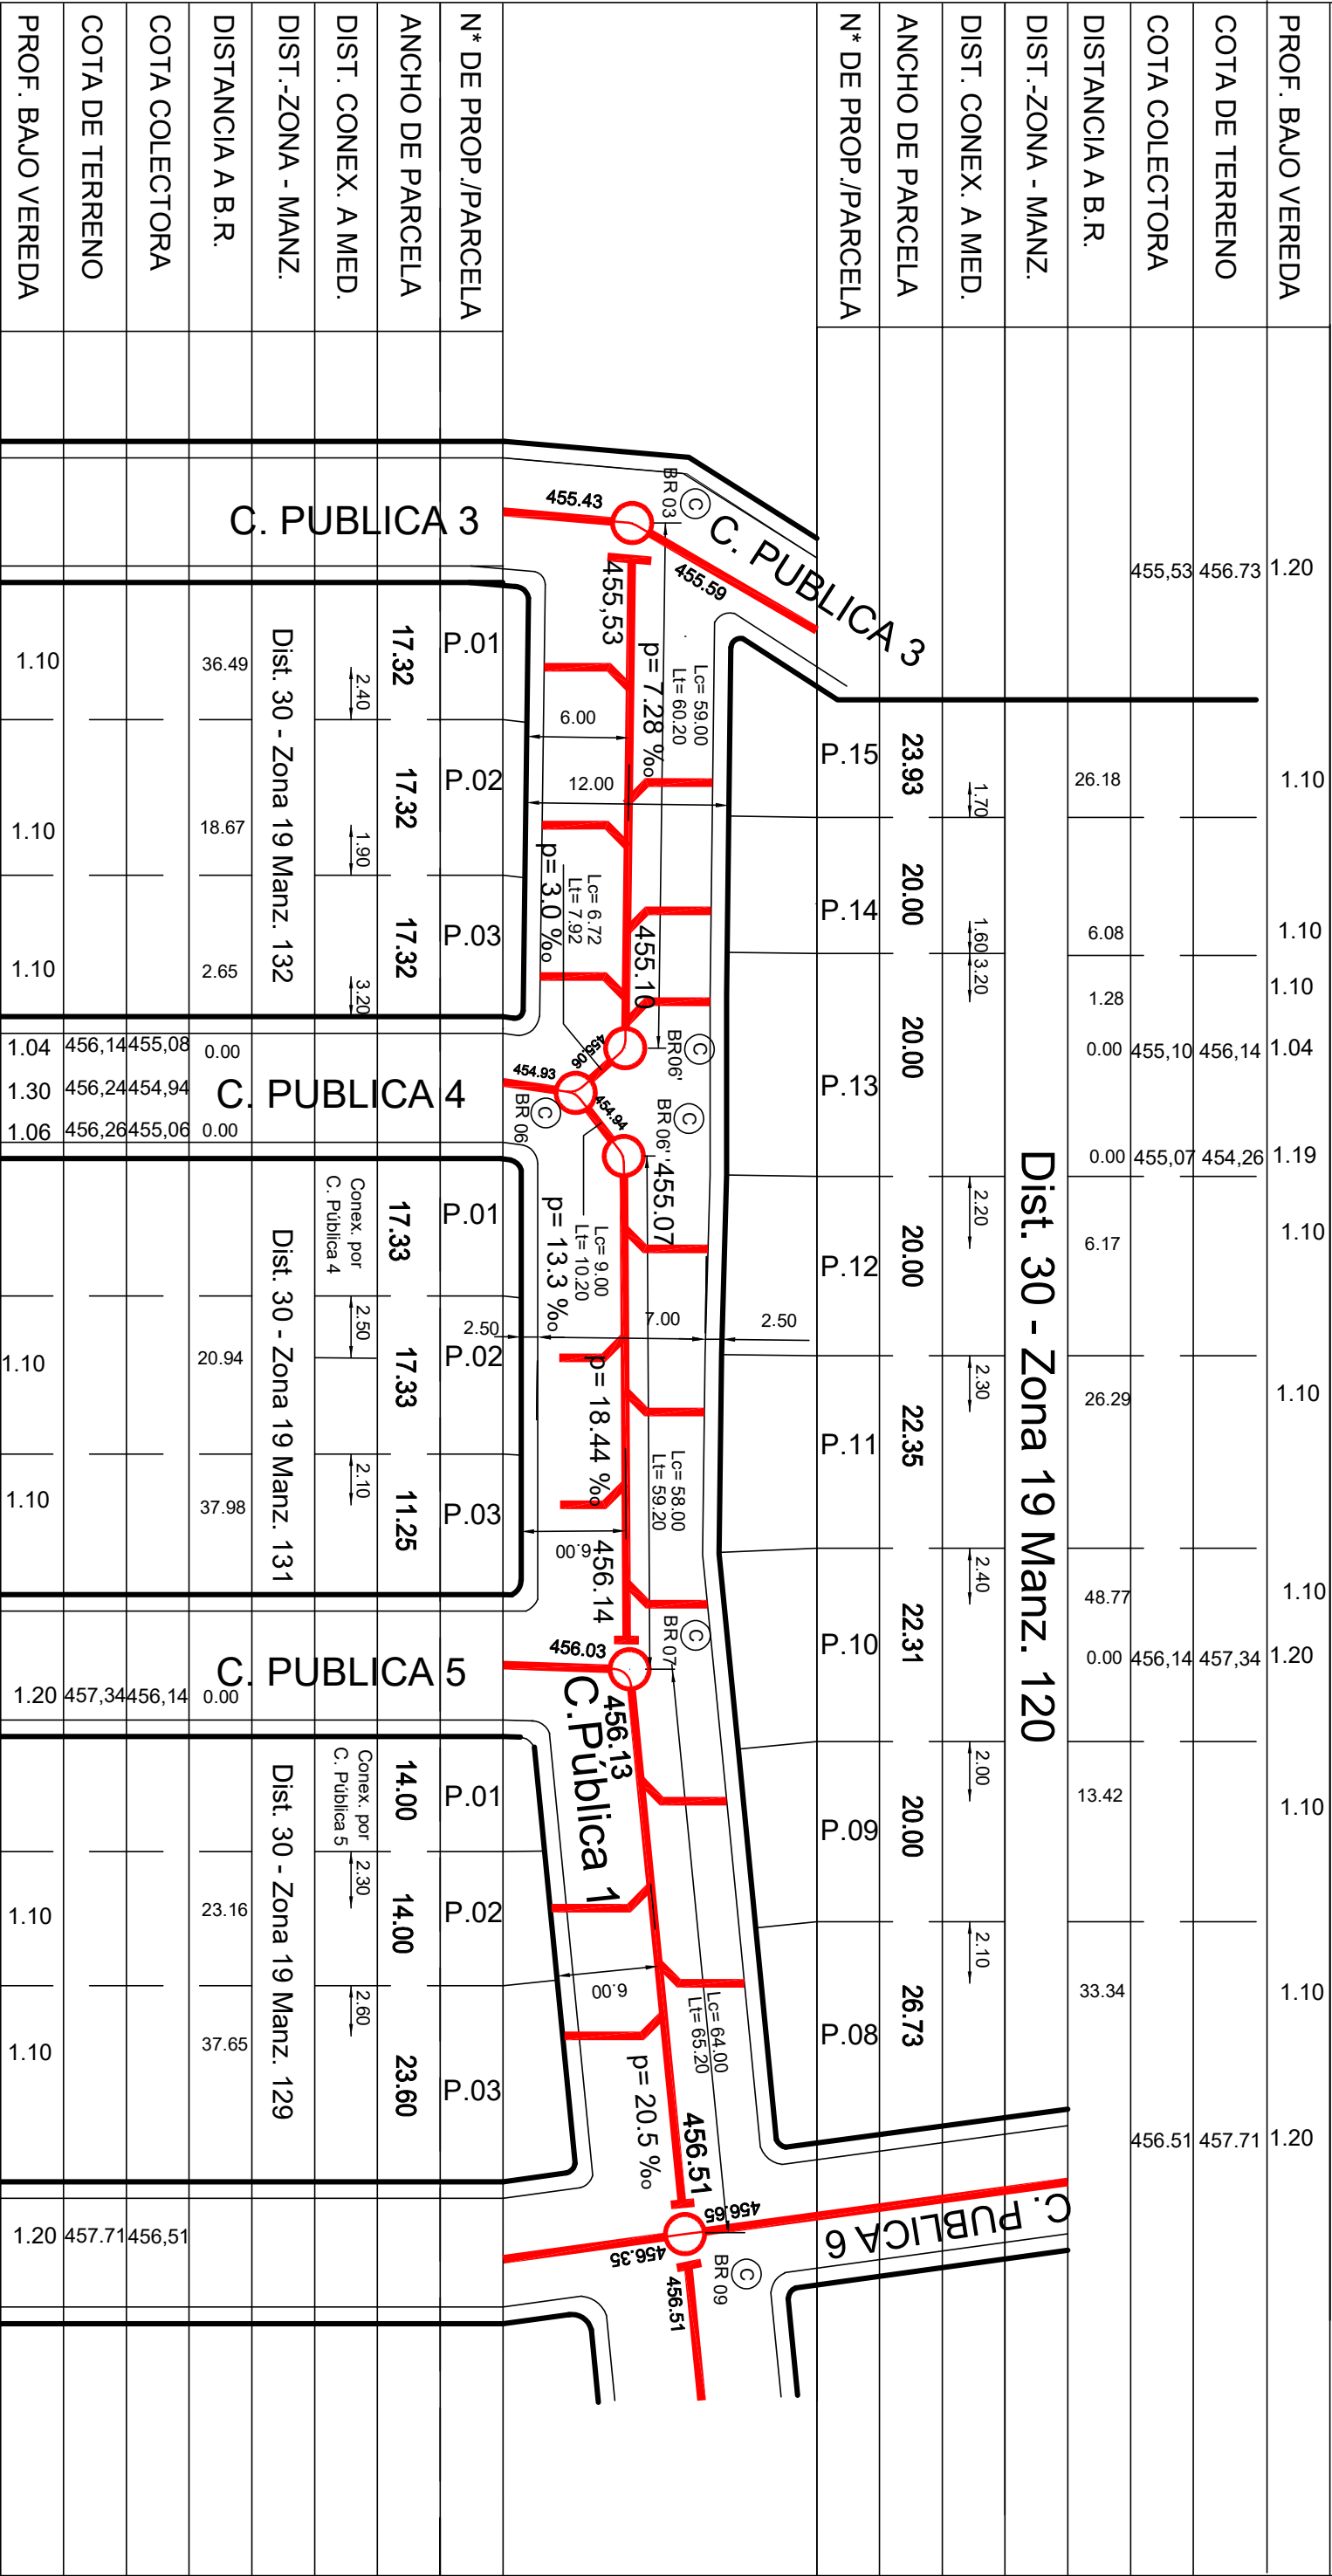 PROF. BAJO VEREDA
1.20
1.10
1.10
1.10
1.04
1.19
1.10
1.10
1.10
1.20
1.10
1.10
1.20
COTA DE TERRENO
456.73
456,14
454,26
457,34
457.71
COTA COLECTORA
455,53
455,10
455,07
456,14
456.51
DISTANCIA A B.R.
26.18
6.08
1.28
0.00
0.00
6.17
26.29
48.77
0.00
13.42
33.34
DIST.-ZONA - MANZ.
Dist. 30 - Zona 19 Manz. 120
DIST. CONEX. A MED.
1.70
1.60
3.20
2.20
2.30
2.40
2.00
2.10
ANCHO DE PARCELA
23.93
20.00
20.00
20.00
22.35
22.31
20.00
26.73
N* DE PROP./PARCELA
P.15
P.14
P.13
P.12
P.11
P.10
P.09
P.08
C. PUBLICA 3
C. PUBLICA 6
C
BR 03
455.43
455.59
455,53
p= 7.28 ‰
Lc= 59.00
Lt= 60.20
6.00
12.00
Lc= 6.72
Lt= 7.92
p= 3.0 ‰
455.10
C
BR06'
455.06
454.93
454.94
C
BR 06
C
BR 06''
455.07
Lc= 9.00
Lt= 10.20
p= 13.3 ‰
2.50
7.00
2.50
p= 18.44 ‰
Lc= 58.00
Lt= 59.20
6.00
456.14
C
BR 07
456.03
456.13
C.Pública 1
6.00
Lc= 64.00
Lt= 65.20
p= 20.5 ‰
456.51
456.65
456.35
C
BR 09
456.51
N* DE PROP./PARCELA
P.01
P.02
P.03
P.01
P.02
P.03
P.01
P.02
P.03
ANCHO DE PARCELA
17.32
17.32
17.32
17.33
17.33
11.25
14.00
14.00
23.60
DIST. CONEX. A MED.
2.40
1.90
3.20
Conex. por
C. Pública 4
2.50
2.10
Conex. por
C. Pública 5
2.30
2.60
DIST.-ZONA - MANZ.
C. PUBLICA 3
Dist. 30 - Zona 19 Manz. 132
C. PUBLICA 4
Dist. 30 - Zona 19 Manz. 131
C. PUBLICA 5
Dist. 30 - Zona 19 Manz. 129
DISTANCIA A B.R.
36.49
18.67
2.65
0.00
0.00
20.94
37.98
0.00
23.16
37.65
COTA COLECTORA
455,08
454,94
455,06
456,14
456,51
COTA DE TERRENO
456,14
456,24
456,26
457,34
457.71
PROF. BAJO VEREDA
1.10
1.10
1.10
1.04
1.30
1.06
1.10
1.10
1.20
1.10
1.10
1.20